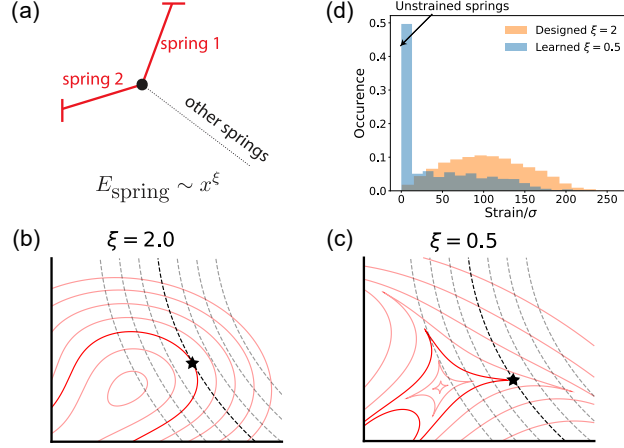 (a)
spring 1
spring 2
other springs
E_spring ∼ x^ξ
(d)
Unstrained springs
Designed ξ = 2
Learned ξ = 0.5
Occurence
0.5
0.4
0.3
0.2
0.1
0.0
0 50 100 150 200 250
Strain/σ
(b)
ξ = 2.0
(c)
ξ = 0.5